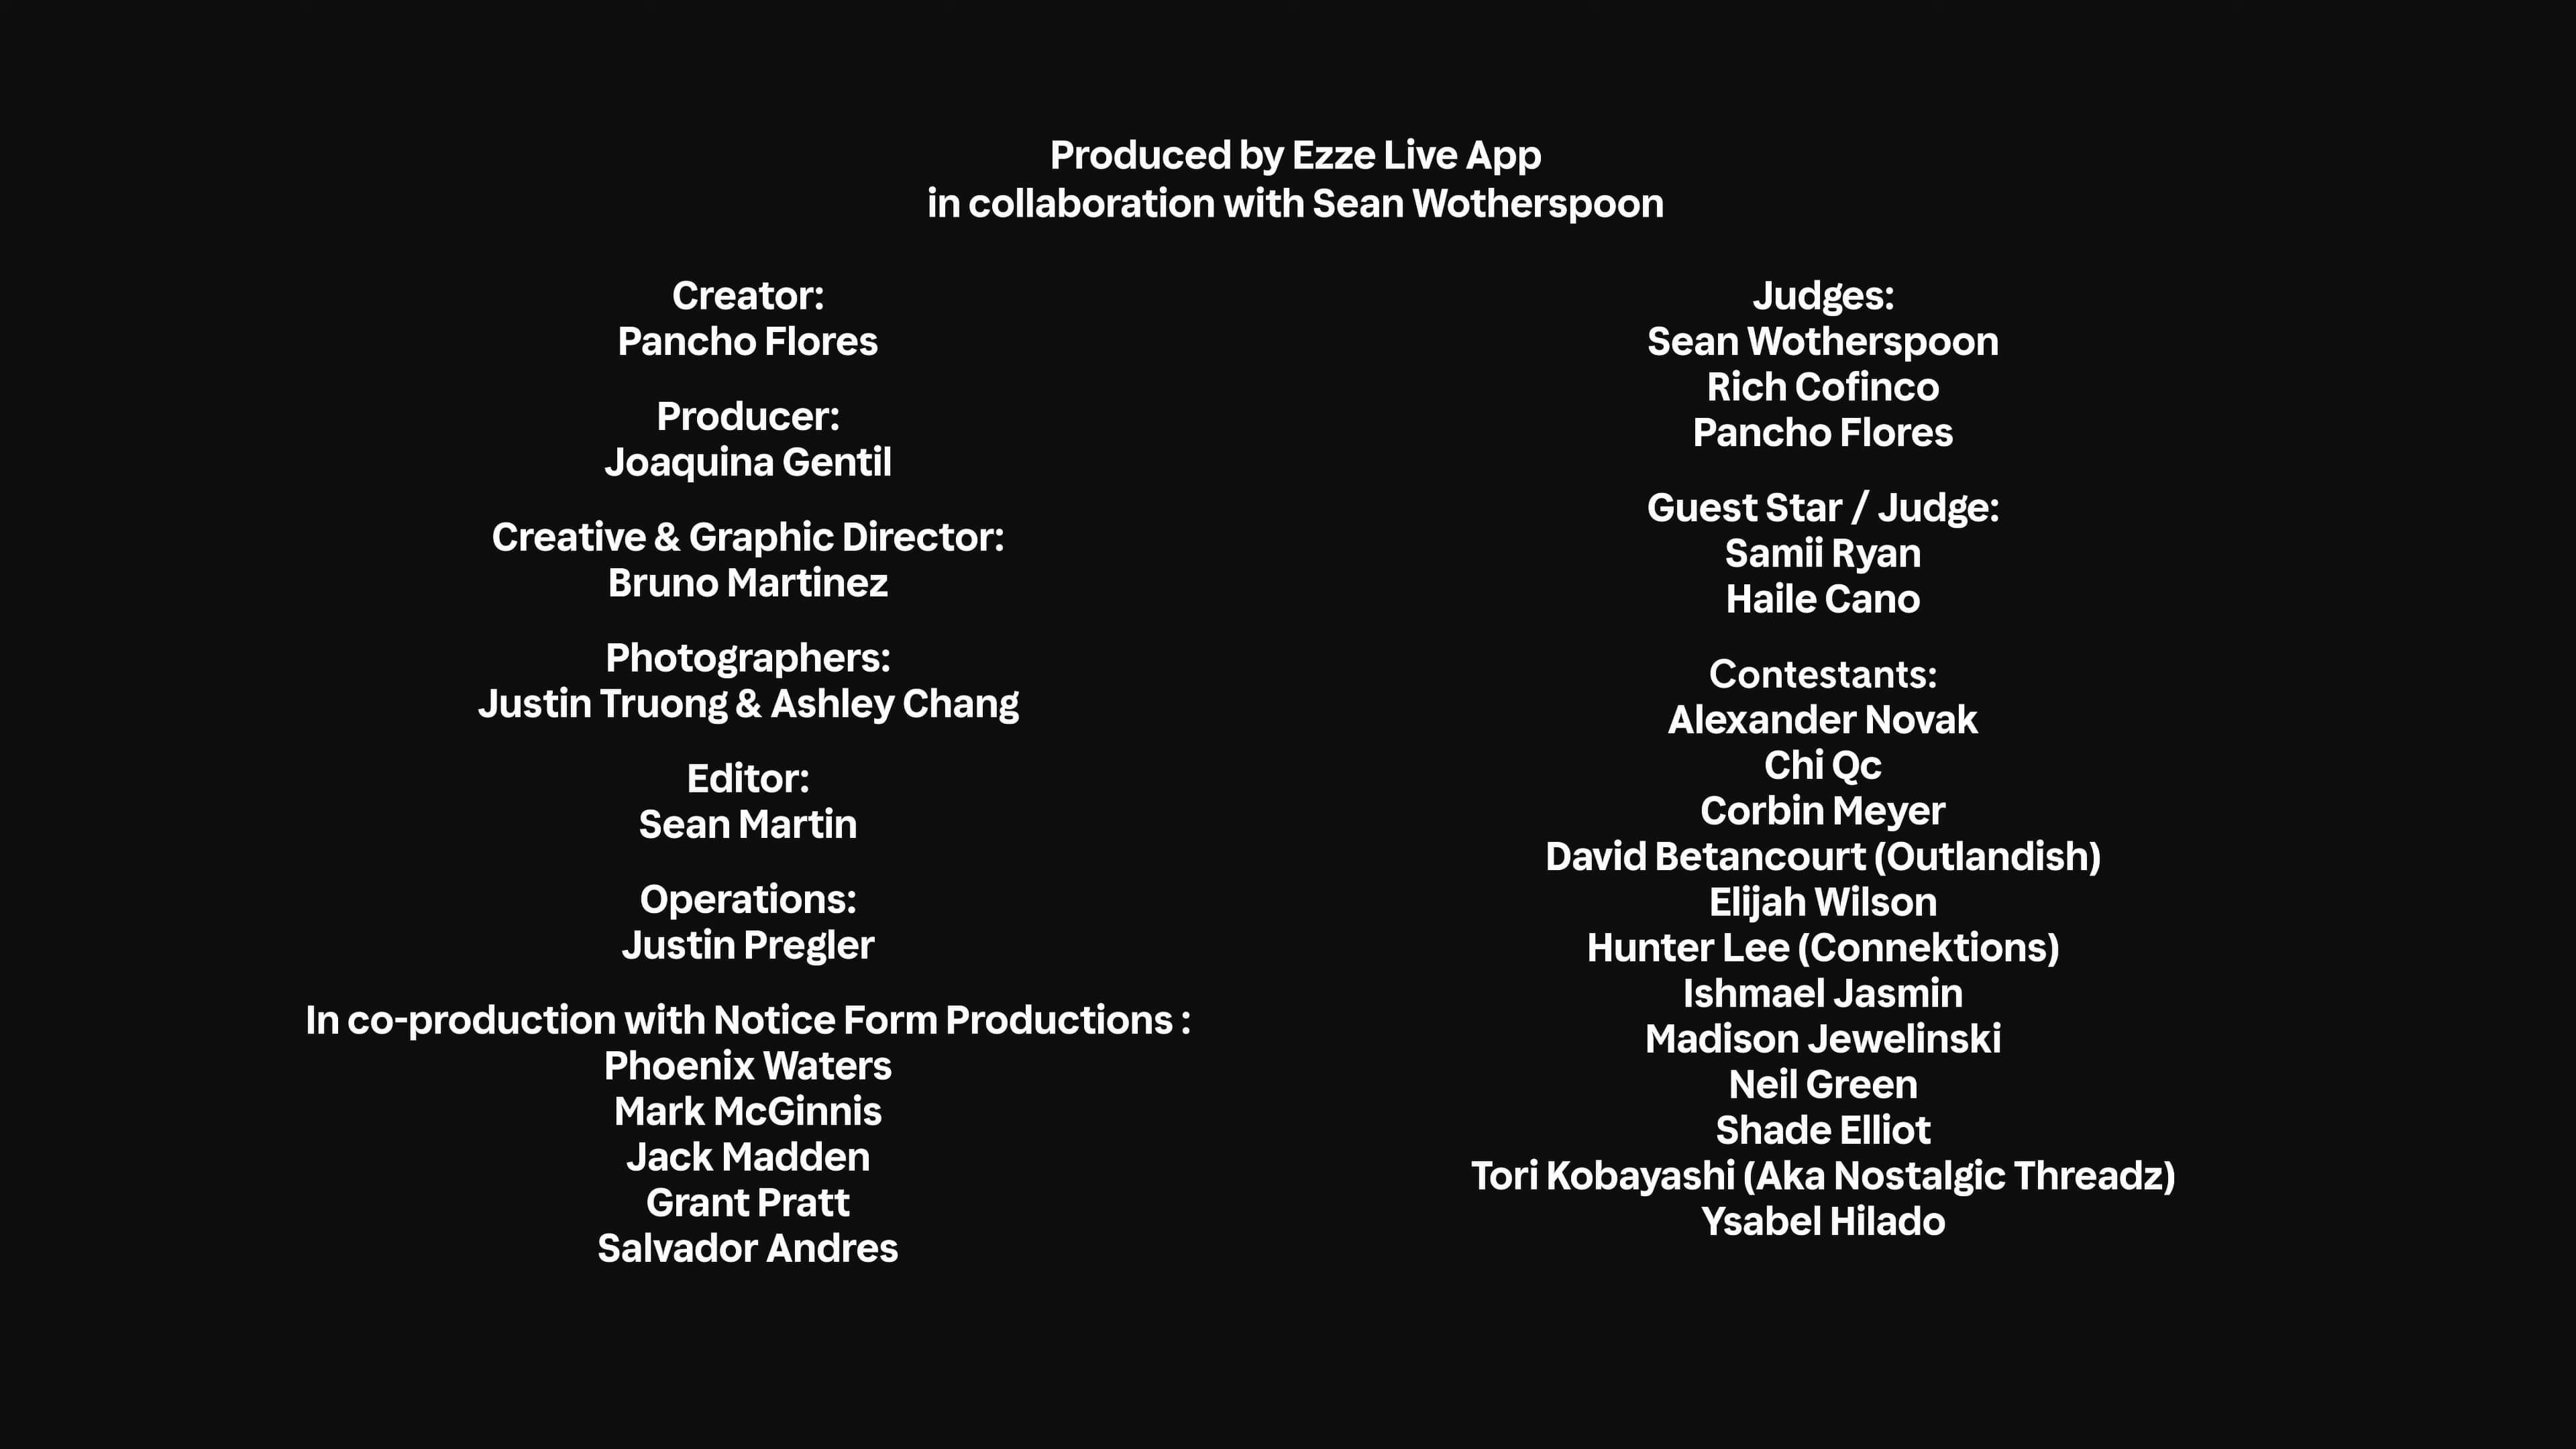 Produced by Ezze Live App
in collaboration with Sean Wotherspoon
Creator:
Pancho Flores
Producer:
Joaquina Gentil
Creative & Graphic Director:
Bruno Martinez
Photographers:
Justin Truong & Ashley Chang
Editor:
Sean Martin
Operations:
Justin Pregler
In co-production with Notice Form Productions :
Phoenix Waters
Mark McGinnis
Jack Madden
Grant Pratt
Salvador Andres
Judges:
Sean Wotherspoon
Rich Cofinco
Pancho Flores
Guest Star / Judge:
Samii Ryan
Haile Cano
Contestants:
Alexander Novak
Chi Qc
Corbin Meyer
David Betancourt (Outlandish)
Elijah Wilson
Hunter Lee (Connektions)
Ishmael Jasmin
Madison Jewelinski
Neil Green
Shade Elliot
Tori Kobayashi (Aka Nostalgic Threadz)
Ysabel Hilado